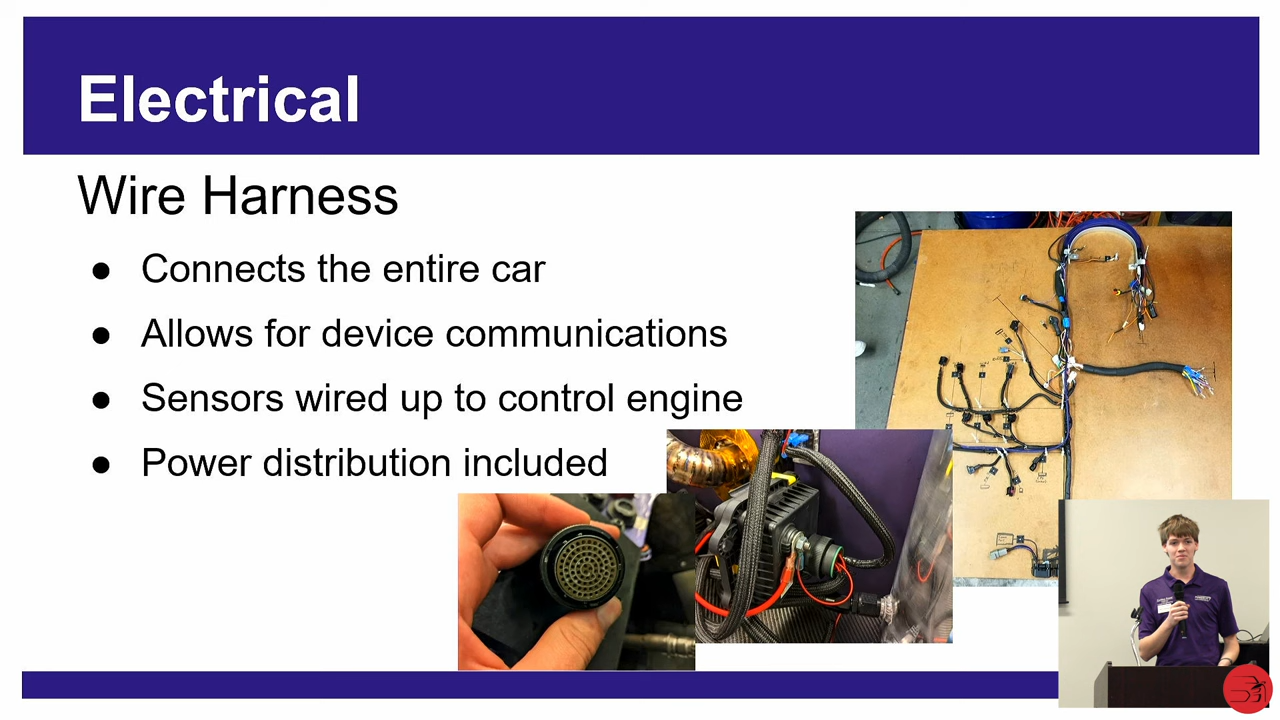 Electrical
Wire Harness
● Connects the entire car
● Allows for device communications
● Sensors wired up to control engine
● Power distribution included